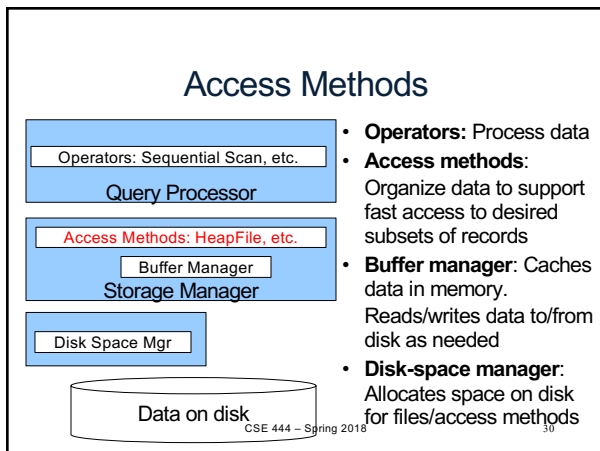 Access Methods
Operators: Sequential Scan, etc.
Query Processor
Access Methods: HeapFile, etc.
Buffer Manager
Storage Manager
Disk Space Mgr
Data on disk
• Operators: Process data
• Access methods:
Organize data to support
fast access to desired
subsets of records
• Buffer manager: Caches
data in memory.
Reads/writes data to/from
disk as needed
• Disk-space manager:
Allocates space on disk
for files/access methods
CSE 444 – Spring 2018
30